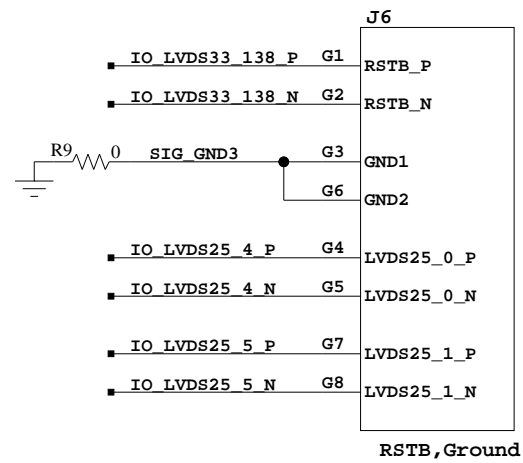 J6
IO_LVDS33_138_P G1 RSTB_P
IO_LVDS33_138_N G2 RSTB_N
R9 0 SIG_GND3 G3 GND1
G6 GND2
IO_LVDS25_4_P G4 LVDS25_0_P
IO_LVDS25_4_N G5 LVDS25_0_N
IO_LVDS25_5_P G7 LVDS25_1_P
IO_LVDS25_5_N G8 LVDS25_1_N
RSTB,Ground